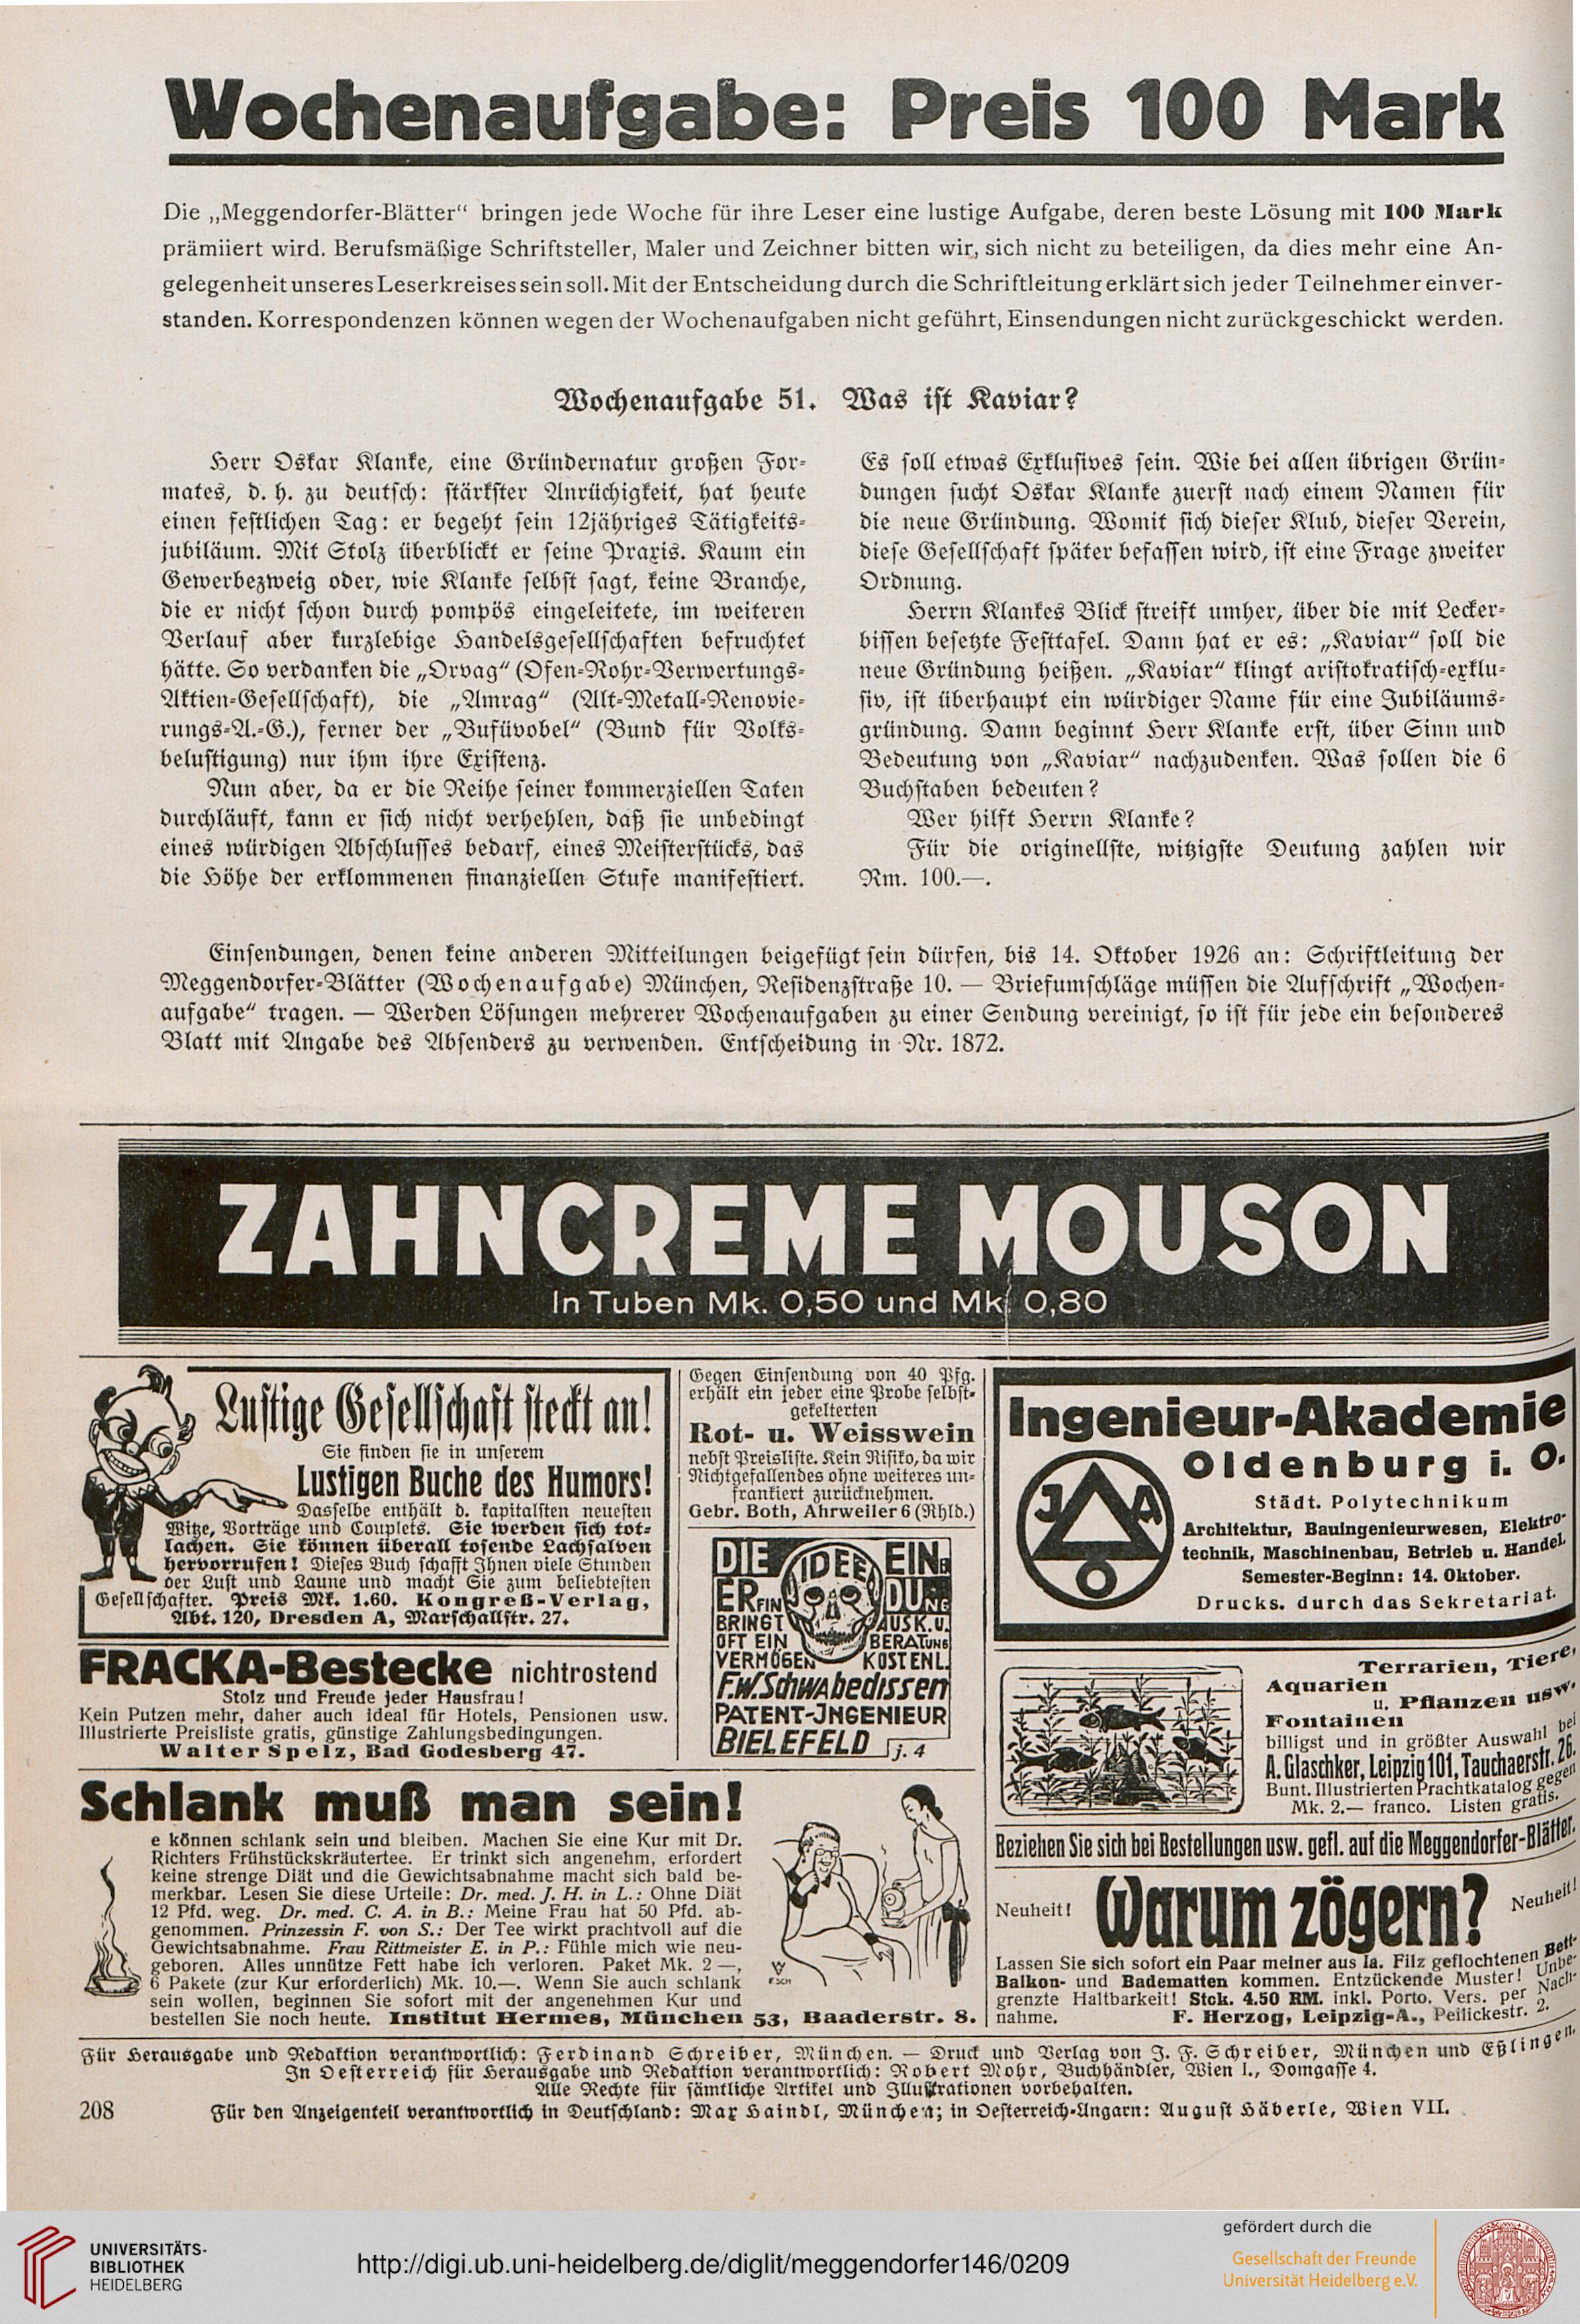 Wochenaufgabe: Preis 100 Mark
Die „Meggendorfer-Blätter“ bringen jede Woche für ihre Leser eine lustige Aufgabe, deren beste Lösung mit 100 Mark
prämiiert wird. Berufsmäßige Schriftsteller, Maler und Zeichner bitten wir, sich nicht zu beteiligen, da dies mehr eine An-
gelegenheit unseres Leserkreises sein soll. Mit der Entscheidung durch die Schriftleitung erklärt sich jeder Teilnehmer einver-
standen. Korrespondenzen können wegen der Wochenaufgaben nicht geführt, Einsendungen nicht zurückgeschickt werden.
Wochenaufgabe 51. Was ist Kaviar?
Herr Oskar Klanke, eine Gründernatur großen For-
mates, d. h. zu deutsch: stärkster Anrüchigkeit, hat heute
einen festlichen Tag: er begeht sein 12jähriges Tätigkeits-
jubiläum. Mit Stolz überblickt er seine Praxis. Kaum ein
Gewerbezweig oder, wie Klanke selbst sagt, keine Branche,
die er nicht schon durch pompös eingeleitete, im weiteren
Verlauf aber kurzlebige Handelsgesellschaften befruchtet
hätte. So verdanken die „Orvag“ (Ofen-Rohr-Verwertungs-
Aktien-Gesellschaft), die „Amrag“ (Alt-Metall-Renovie-
rungs-A.-G.), ferner der „Bufüvobel“ (Bund für Volks-
belustigung) nur ihm ihre Existenz.
Nun aber, da er die Reihe seiner kommerziellen Taten
durchläuft, kann er sich nicht verhehlen, daß sie unbedingt
eines würdigen Abschlusses bedarf, eines Meisterstücks, das
die Höhe der erklommenen finanziellen Stufe manifestiert.
Es soll etwas Exklusives sein. Wie bei allen übrigen Grün-
dungen sucht Oskar Klanke zuerst nach einem Namen für
die neue Gründung. Womit sich dieser Klub, dieser Verein,
diese Gesellschaft später befassen wird, ist eine Frage zweiter
Ordnung.
Herrn Klankes Blick streift umher, über die mit Lecker-
bissen besetzte Festtafel. Dann hat er es: „Kaviar“ soll die
neue Gründung heißen. „Kaviar“ klingt aristokratisch-exklu-
siv, ist überhaupt ein würdiger Name für eine Jubiläums-
gründung. Dann beginnt Herr Klanke erst, über Sinn und
Bedeutung von „Kaviar“ nachzudenken. Was sollen die 6
Buchstaben bedeuten?
Wer hilft Herrn Klanke?
Für die originellste, witzigste Deutung zahlen wir
Rm. 100.—.
Einsendungen, denen keine anderen Mitteilungen beigefügt sein dürfen, bis 14. Oktober 1926 an: Schriftleitung der
Meggendorfer-Blätter (Wochenaufgabe) München, Residenzstraße 10. — Briefumschläge müssen die Aufschrift „Wochen-
aufgabe“ tragen. — Werden Lösungen mehrerer Wochenaufgaben zu einer Sendung vereinigt, so ist für jede ein besonderes
Blatt mit Angabe des Absenders zu verwenden. Entscheidung in Nr. 1872.
ZAHNCREME MOUSON
In Tuben Mk. 0,50 und Mk. 0,80
Lustige Gesellschaft steckt an!
Sie finden sie in unserem
Lustigen Buche des Humors!
Dasselbe enthält d. kapitalsten neuesten
Witze, Vorträge und Couplets. Sie werden sich tot-
lachen. Sie können überall tosende Lachsalven
hervorrufen! Dieses Buch schafft Ihnen viele Stunden
der Lust und Laune und macht Sie zum beliebtesten
Gesellschafter. Preis Mk. 1.60. Kongreß-Verlag,
Abt. 120, Dresden A, Marschallstr. 27.
FRACKA-Bestecke nichtrostend
Stolz und Freude jeder Hausfrau!
Kein Putzen mehr, daher auch ideal für Hotels, Pensionen usw.
Illustrierte Preisliste gratis, günstige Zahlungsbedingungen.
Walter Spelz, Bad Godesberg 47.
Gegen Einsendung von 40 Pfg.
erhält ein jeder eine Probe selbst-
gekelterten
Rot- u. Weisswein
nebst Preisliste. Kein Risiko, da wir
Nichtgefallendes ohne weiteres un-
frankiert zurücknehmen.
Gebr. Both, Ahrweiler 6 (Rhld.)
DIE IDEE EINER
ERFINDUNG
BRINGT AUSK.U.
OFT EIN BERATUNG
VERMÖGEN KOSTENL.
F.W. Schwabedissen
PATENT-INGENIEUR
BIELEFELD j. 4
Ingenieur-Akademie
Oldenburg i. O.
J A O
Städt. Polytechnikum
Architektur, Bauingenieurwesen, Elektro-
technik, Maschinenbau, Betrieb u. Handel.
Semester-Beginn: 14. Oktober.
Drucks. durch das Sekretariat.
Terrarien, Tiere,
Aquarien
u. Pflanzen usw.
Fontainen
billigst und in größter Auswahl bei
A. Glaschker, Leipzig 101, Tauchaerstr. 26.
Bunt. Illustrierten Prachtkatalog gegen
Mk. 2.— franco. Listen gratis.
Beziehen Sie sich bei Bestellungen usw. gefl. auf die Meggendorfer-Blätter.
Schlank muß man sein!
e können schlank sein und bleiben. Machen Sie eine Kur mit Dr.
Richters Frühstückskräutertee. Er trinkt sich angenehm, erfordert
keine strenge Diät und die Gewichtsabnahme macht sich bald be-
merkbar. Lesen Sie diese Urteile: Dr. med. J. H. in L.: Ohne Diät
12 Pfd. weg. Dr. med. C. A. in B.: Meine Frau hat 50 Pfd. ab-
genommen. Prinzessin F. von S.: Der Tee wirkt prachtvoll auf die
Gewichtsabnahme. Frau Rittmeister E. in P.: Fühle mich wie neu-
geboren. Alles unnütze Fett habe ich verloren. Paket Mk. 2 —,
6 Pakete (zur Kur erforderlich) Mk. 10.—. Wenn Sie auch schlank
sein wollen, beginnen Sie sofort mit der angenehmen Kur und
bestellen Sie noch heute. Institut Hermes, München 53, Baaderstr. 8.
F. SCH
Neuheit! Warum zögern? Neuheit!
Lassen Sie sich sofort ein Paar meiner aus Ia. Filz geflochtenen Bett-
Balkon- und Badematten kommen. Entzückende Muster! Unbe-
grenzte Haltbarkeit! Stck. 4.50 RM. inkl. Porto. Vers. per Nach-
nahme. F. Herzog, Leipzig-A., Peilickestr. 2.
Für Herausgabe und Redaktion verantwortlich: Ferdinand Schreiber, München. — Druck und Verlag von J. F. Schreiber, München und Eßlingen.
In Oesterreich für Herausgabe und Redaktion verantwortlich: Robert Mohr, Buchhändler, Wien I., Domgasse 4.
Alle Rechte für sämtliche Artikel und Illustrationen vorbehalten.
208 Für den Anzeigenteil verantwortlich in Deutschland: Max Haindl, München; in Oesterreich-Ungarn: August Häberle, Wien VII.
UNIVERSITÄTS-
BIBLIOTHEK
HEIDELBERG
http://digi.ub.uni-heidelberg.de/diglit/meggendorfer146/0209
gefördert durch die
Gesellschaft der Freunde
Universität Heidelberg e.V.